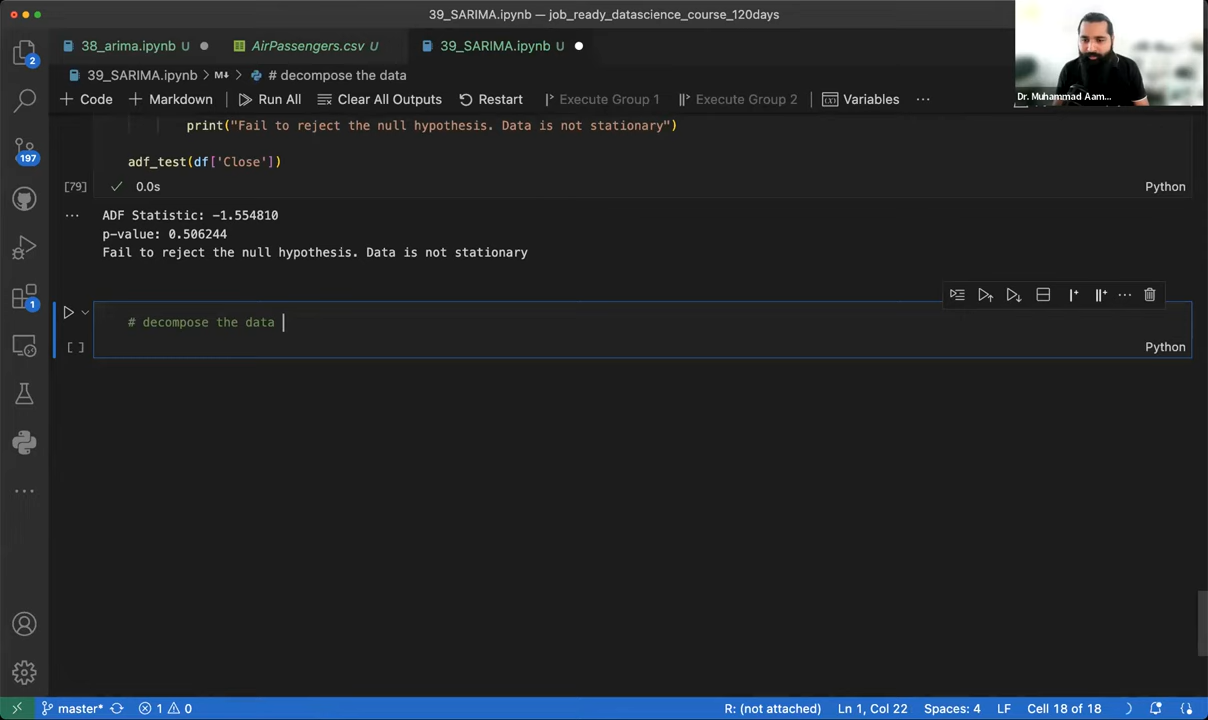 39_SARIMA.ipynb — job_ready_datascience_course_120days
38_arima.ipynb U
AirPassengers.csv U
39_SARIMA.ipynb U
39_SARIMA.ipynb > M↓ > # decompose the data
+ Code + Markdown Run All Clear All Outputs Restart Execute Group 1 Execute Group 2 Variables ...
print("Fail to reject the null hypothesis. Data is not stationary")
adf_test(df['Close'])
[79] ✓ 0.0s Python
... ADF Statistic: -1.554810
p-value: 0.506244
Fail to reject the null hypothesis. Data is not stationary
# decompose the data
[ ] Python
2
197
1
Dr. Muhammad Aam...
master* 1 0 R: (not attached) Ln 1, Col 22 Spaces: 4 LF Cell 18 of 18